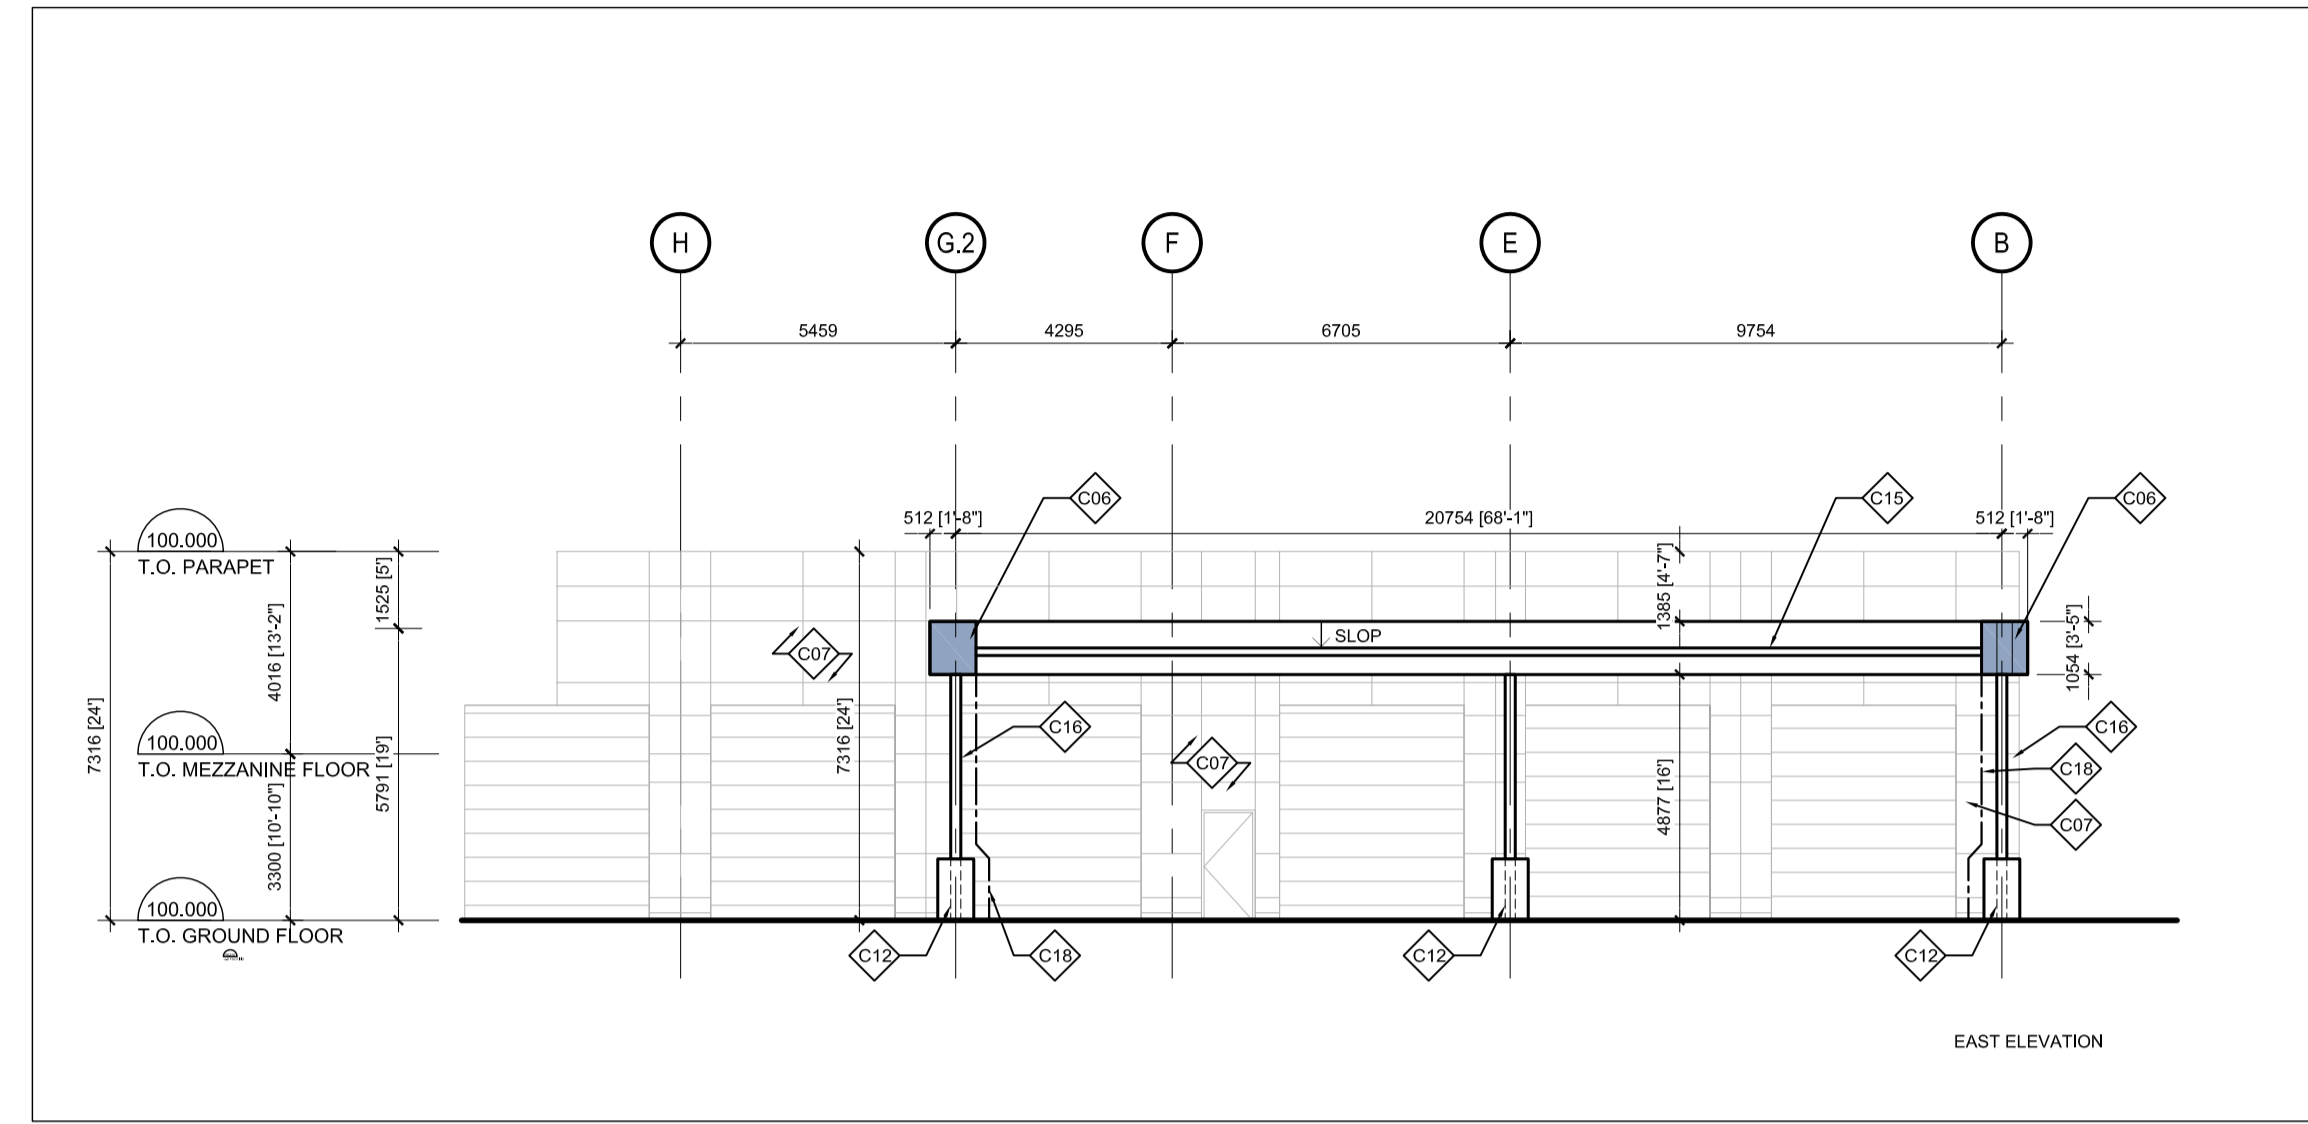 H
G.2
F
E
B
5459
4295
6705
9754
C06
C15
C06
512 [1'-8"]
20754 [68'-1"]
512 [1'-8"]
100.000
T.O. PARAPET
1525 [5']
4016 [13'-2"]
1385 [4'-7"]
SLOP
C07
1054 [3'-5"]
7316 [24']
7316 [24']
C16
C16
100.000
T.O. MEZZANINE FLOOR
5791 [19']
C07
4877 [16']
C18
C07
3300 [10'-10"]
100.000
T.O. GROUND FLOOR
C12
C18
C12
C12
EAST ELEVATION